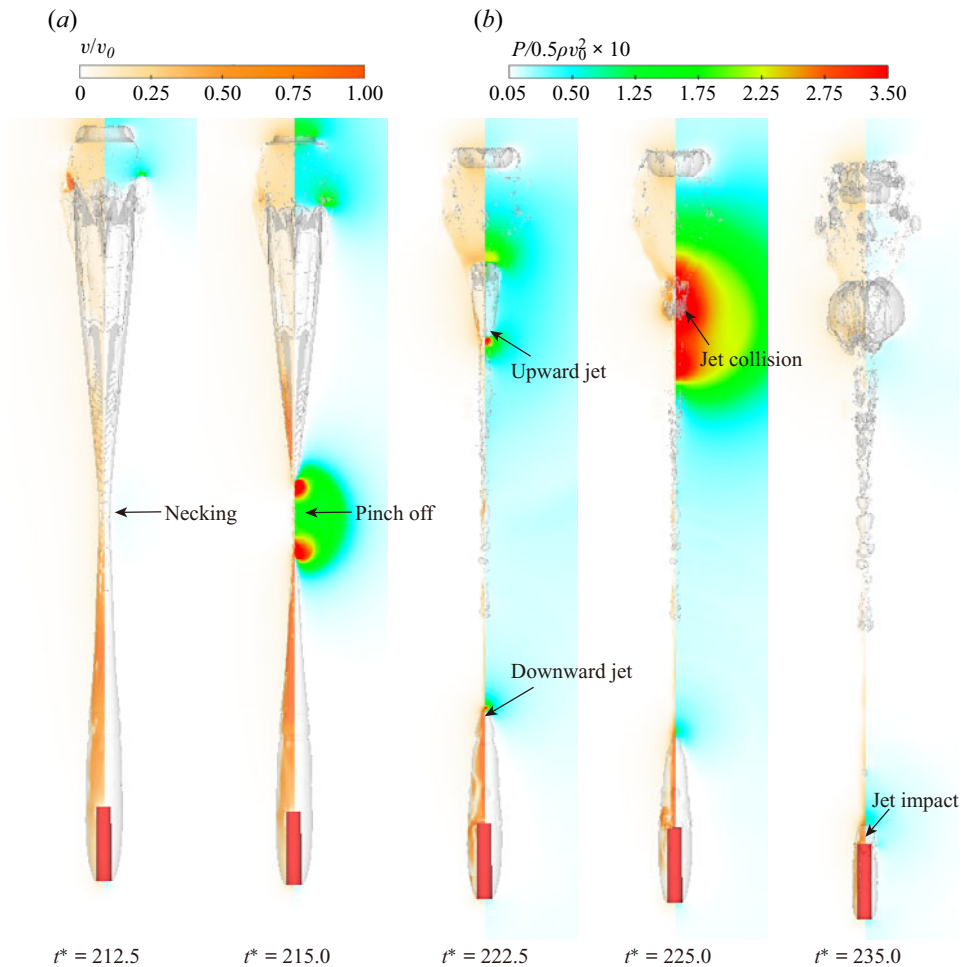 (a)
(b)
v/v₀
P/0.5ρv₀² × 10
0 0.25 0.50 0.75 1.00
0.05 0.50 1.25 1.75 2.25 2.75 3.50
Upward jet
Jet collision
Necking
Pinch off
Downward jet
Jet impact
t* = 212.5
t* = 215.0
t* = 222.5
t* = 225.0
t* = 235.0